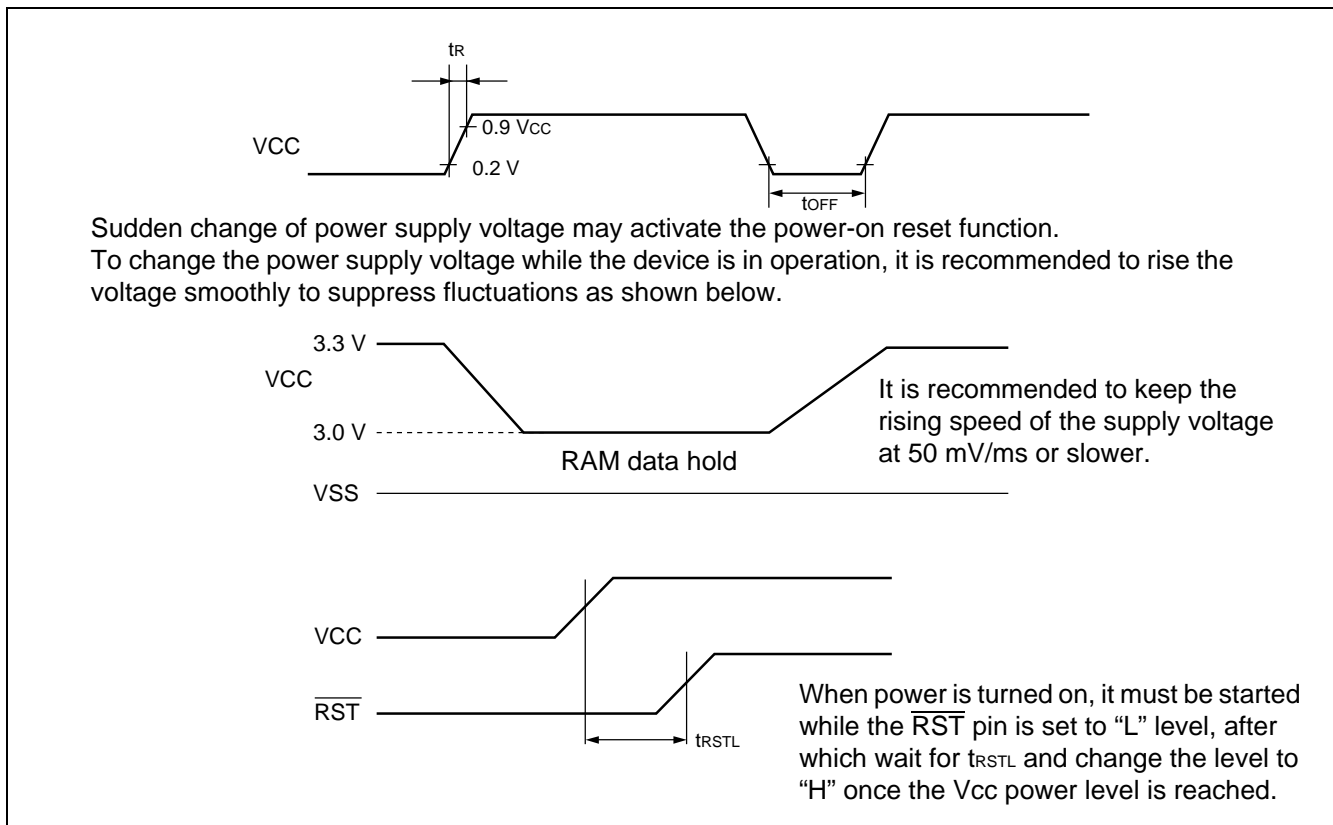 tR
0.9 VCC
VCC
0.2 V
tOFF
Sudden change of power supply voltage may activate the power-on reset function.
To change the power supply voltage while the device is in operation, it is recommended to rise the
voltage smoothly to suppress fluctuations as shown below.
3.3 V
VCC
It is recommended to keep the
rising speed of the supply voltage
at 50 mV/ms or slower.
3.0 V
RAM data hold
VSS
VCC
RST
tRSTL
When power is turned on, it must be started
while the RST pin is set to “L” level, after
which wait for tRSTL and change the level to
“H” once the Vcc power level is reached.